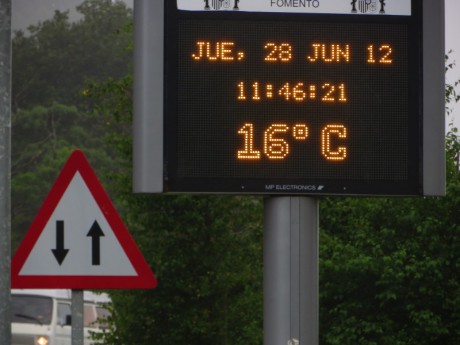 FOMENTO
JUE, 28 JUN 12
11:46:21
16°C
MP ELECTRONICS